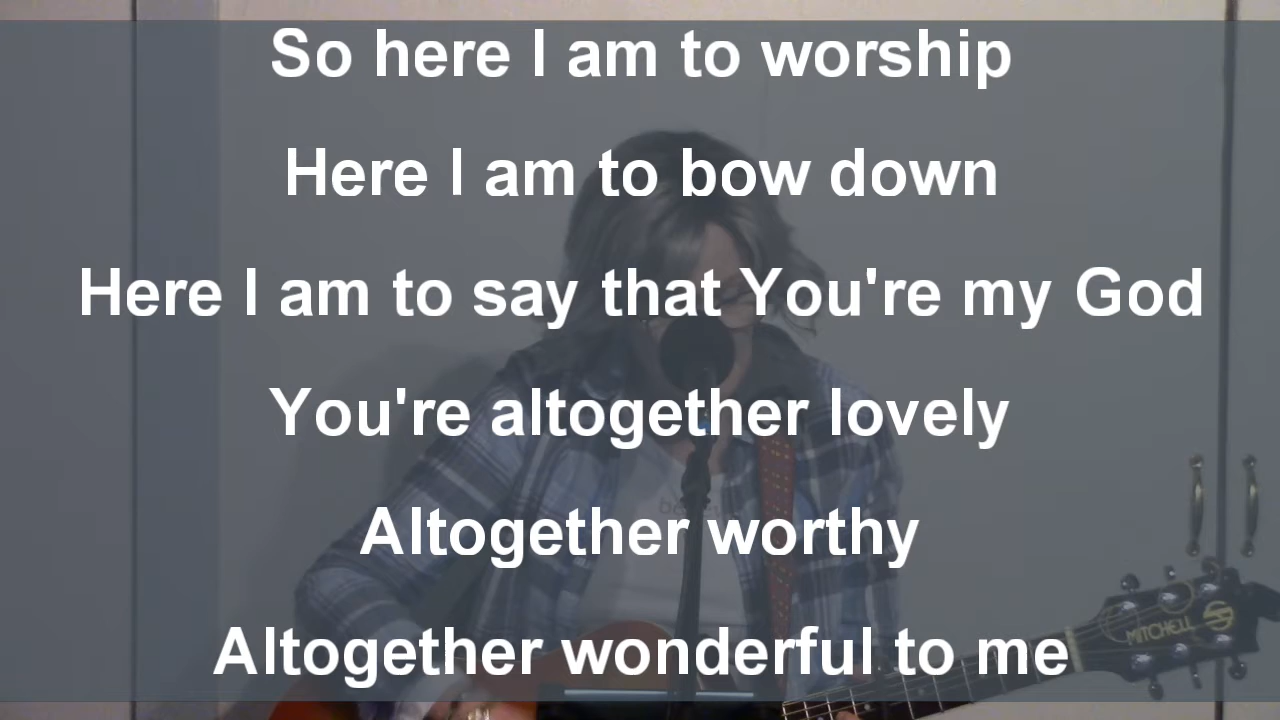 So here I am to worship
Here I am to bow down
Here I am to say that You're my God
You're altogether lovely
Altogether worthy
Altogether wonderful to me
MITCHELL